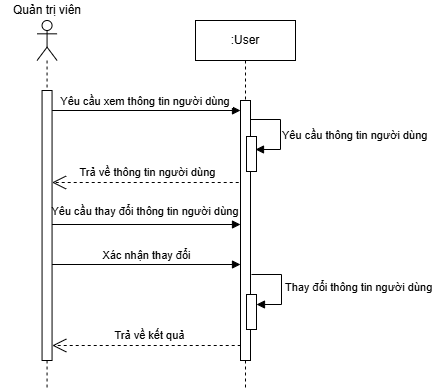 Quản trị viên
:User
Yêu cầu xem thông tin người dùng
Yêu cầu thông tin người dùng
Trả về thông tin người dùng
Yêu cầu thay đổi thông tin người dùng
Xác nhận thay đổi
Thay đổi thông tin người dùng
Trả về kết quả